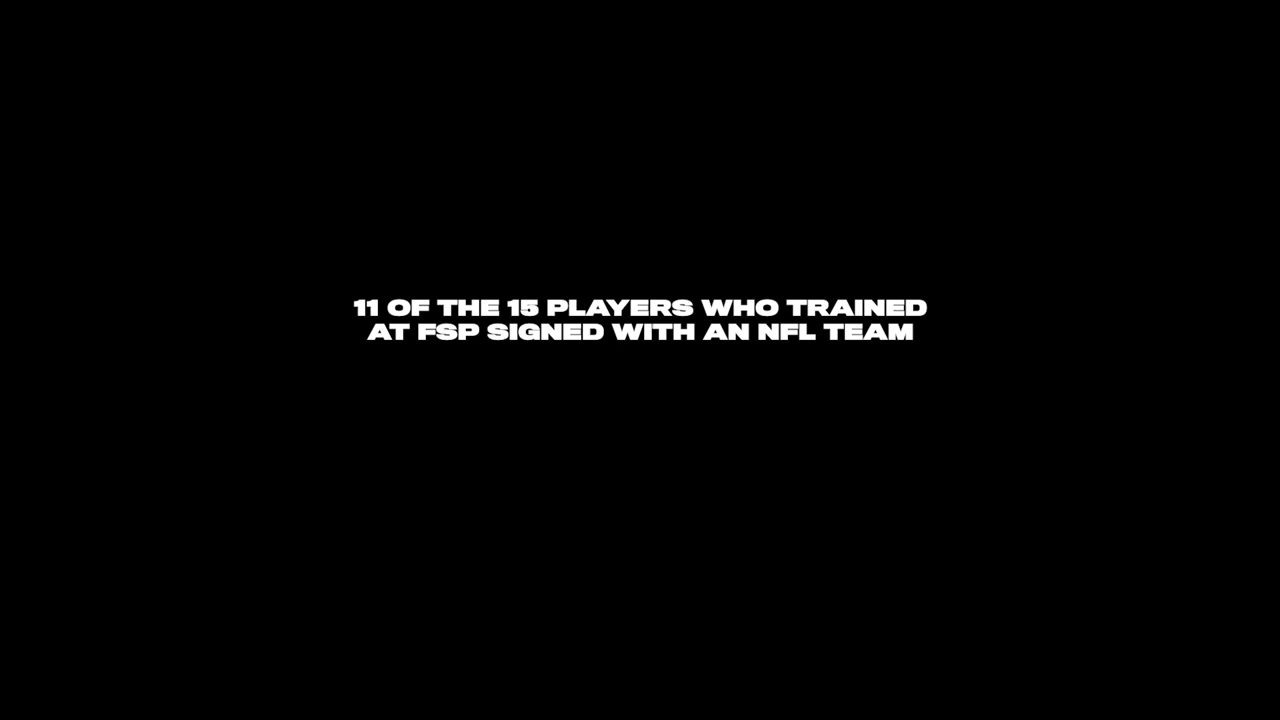 11 OF THE 15 PLAYERS WHO TRAINED
AT FSP SIGNED WITH AN NFL TEAM